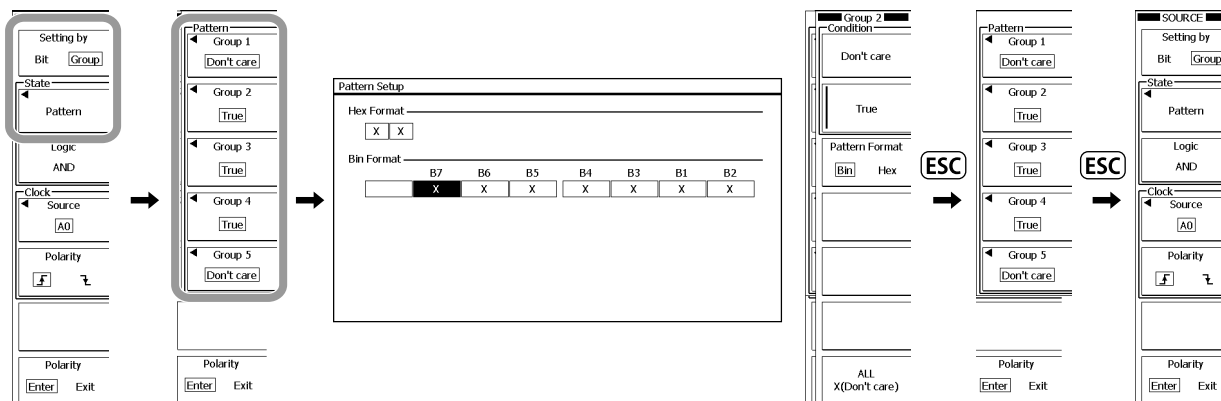 Setting by
Bit Group
State
Pattern
Logic
AND
Clock
Source
A0
Polarity
Polarity
Enter Exit
Pattern
Group 1
Don't care
Group 2
True
Group 3
True
Group 4
True
Group 5
Don't care
Polarity
Enter Exit
Pattern Setup
Hex Format
X X
Bin Format
B7 B6 B5 B4 B3 B1 B2
X X X X X X X
Group 2
Condition
Don't care
True
Pattern Format
Bin Hex
ALL
X(Don't care)
ESC
Pattern
Group 1
Don't care
Group 2
True
Group 3
True
Group 4
True
Group 5
Don't care
Polarity
Enter Exit
ESC
SOURCE
Setting by
Bit Group
State
Pattern
Logic
AND
Clock
Source
A0
Polarity
Polarity
Enter Exit